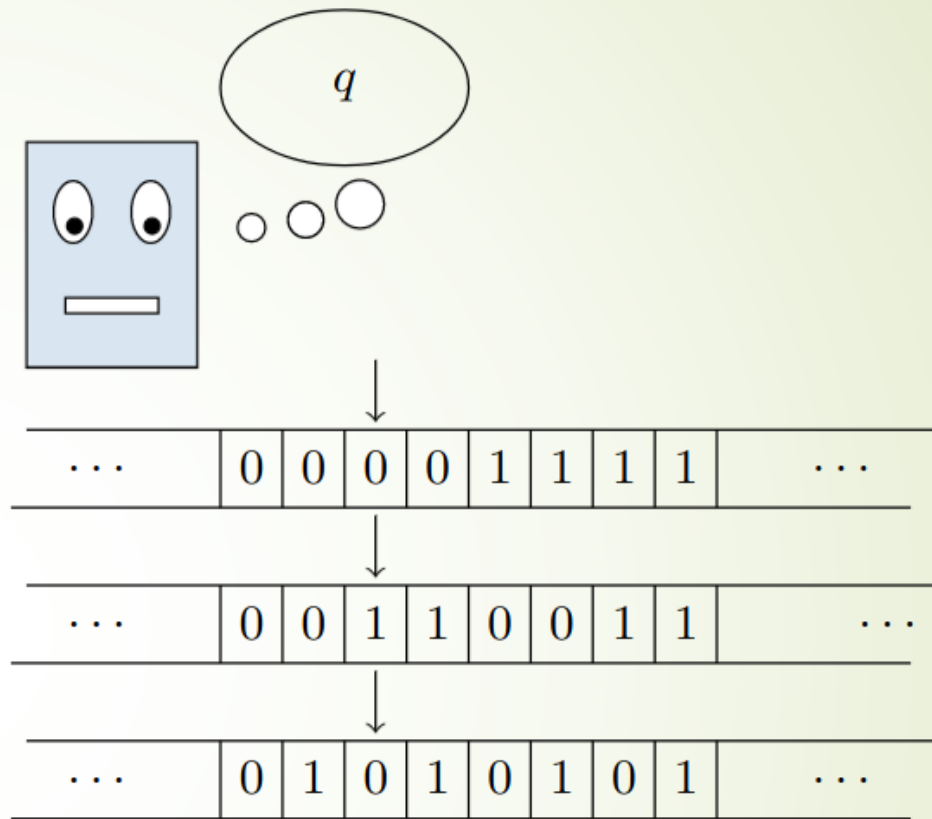 q
··· 0 0 0 0 1 1 1 1 ···
··· 0 0 1 1 0 0 1 1 ···
··· 0 1 0 1 0 1 0 1 ···